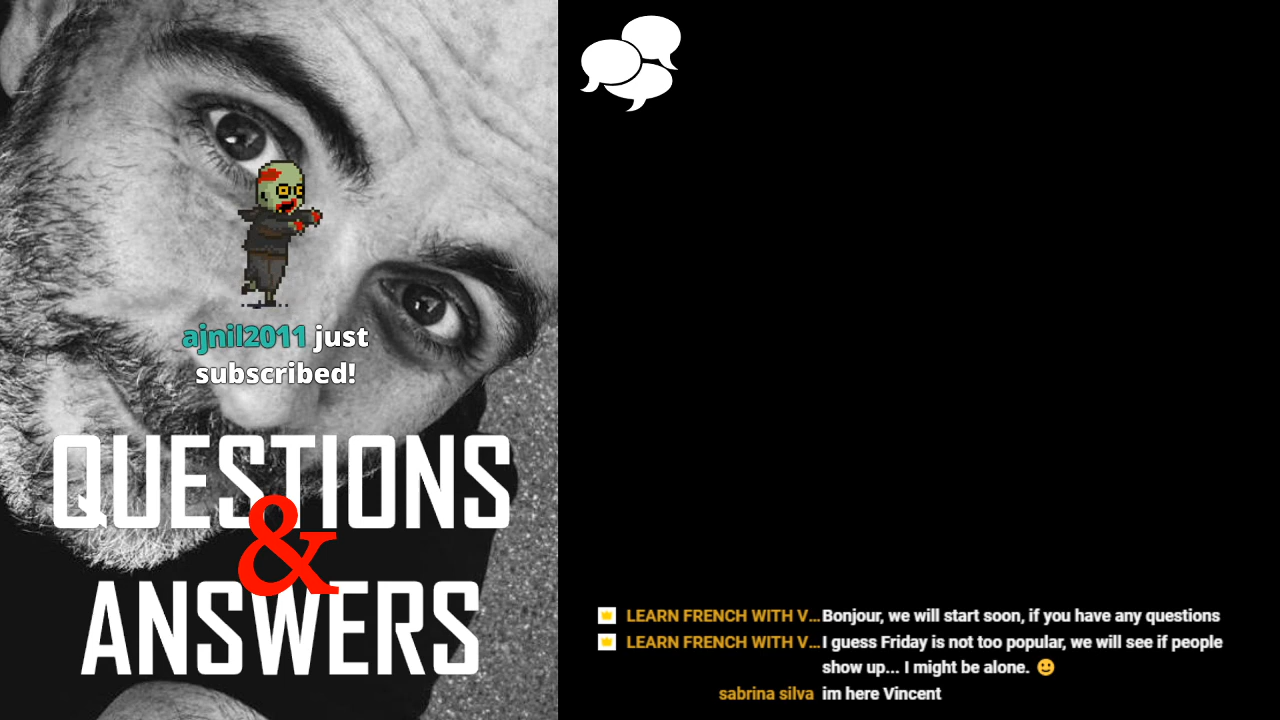 ajnil2011 just
subscribed!
QUESTIONS
&
ANSWERS
LEARN FRENCH WITH V... Bonjour, we will start soon, if you have any questions
LEARN FRENCH WITH V... I guess Friday is not too popular, we will see if people
show up... I might be alone. 🙂
sabrina silva im here Vincent